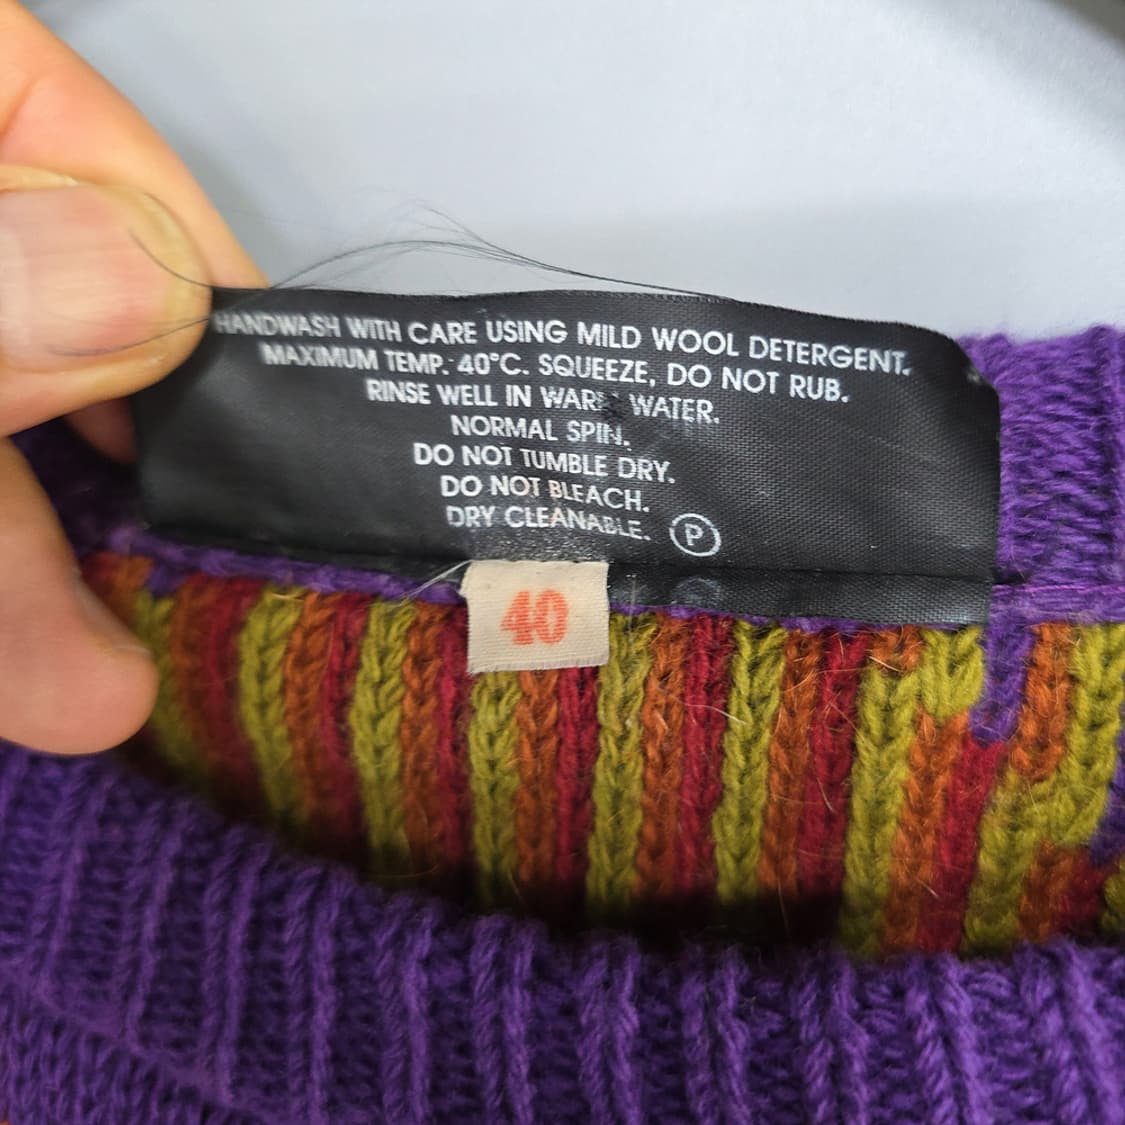 HANDWASH WITH CARE USING MILD WOOL DETERGENT.
MAXIMUM TEMP. 40°C. SQUEEZE, DO NOT RUB.
RINSE WELL IN WARM WATER.
NORMAL SPIN.
DO NOT TUMBLE DRY.
DO NOT BLEACH.
DRY CLEANABLE. P
40